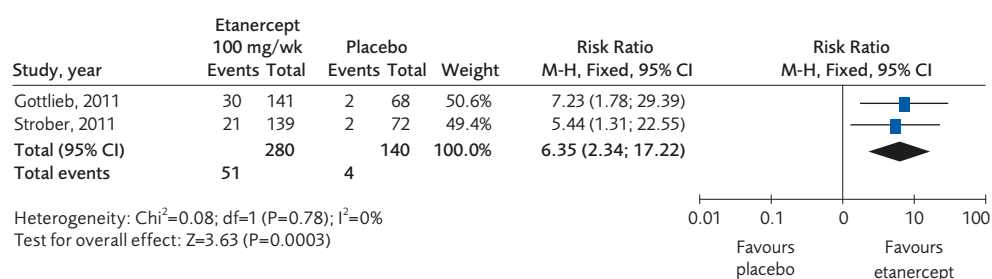 Etanercept
100 mg/wk Placebo Risk Ratio Risk Ratio
Study, year Events Total Events Total Weight M-H, Fixed, 95% CI M-H, Fixed, 95% CI
Gottlieb, 2011 30 141 2 68 50.6% 7.23 (1.78; 29.39)
Strober, 2011 21 139 2 72 49.4% 5.44 (1.31; 22.55)
Total (95% CI) 280 140 100.0% 6.35 (2.34; 17.22)
Total events 51 4
Heterogeneity: Chi²=0.08; df=1 (P=0.78); I²=0%
Test for overall effect: Z=3.63 (P=0.0003)
0.01 0.1 0 10 100
Favours Favours
placebo etanercept